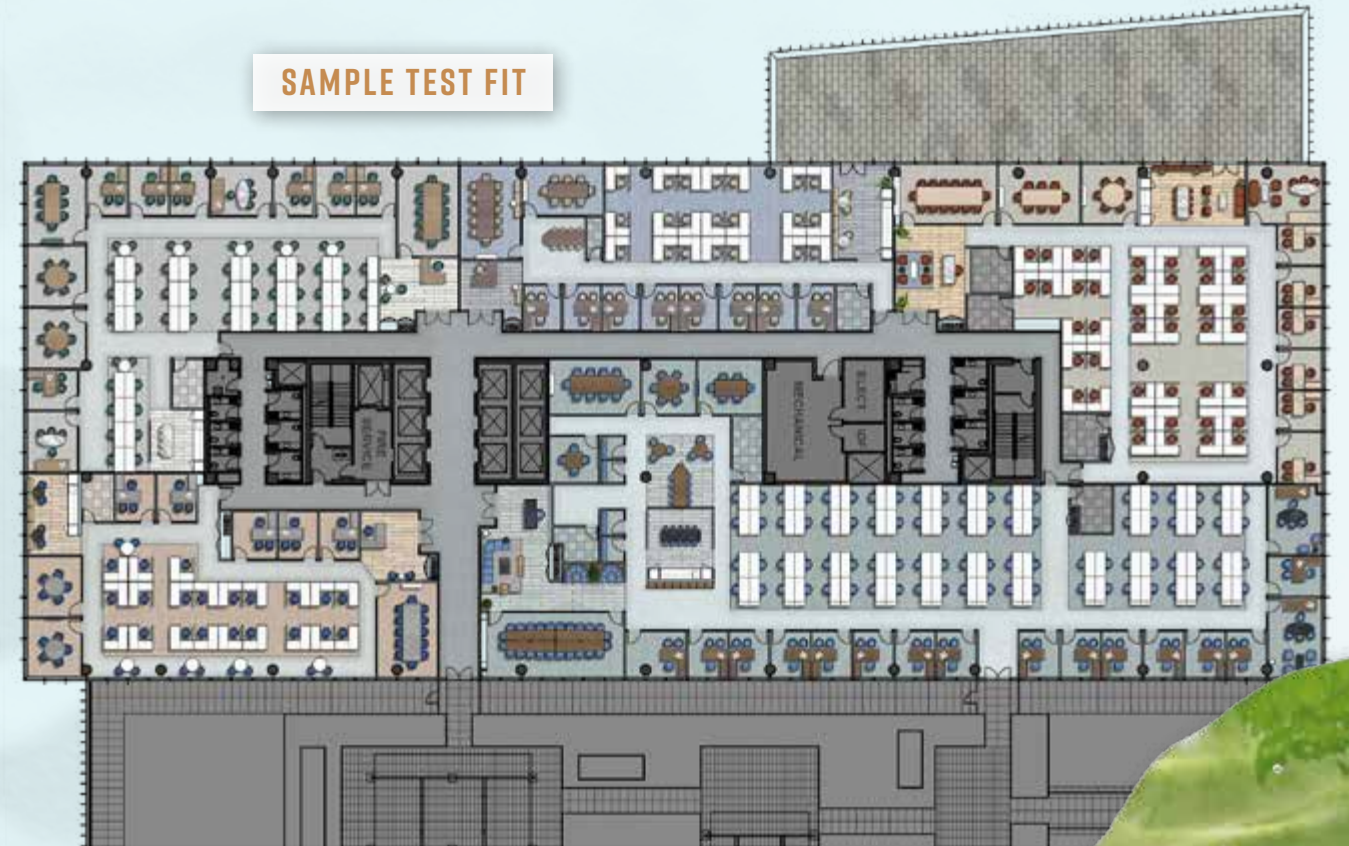 SAMPLE TEST FIT
FIRE
SERVICE
MECHANICAL
ELECT
IDF